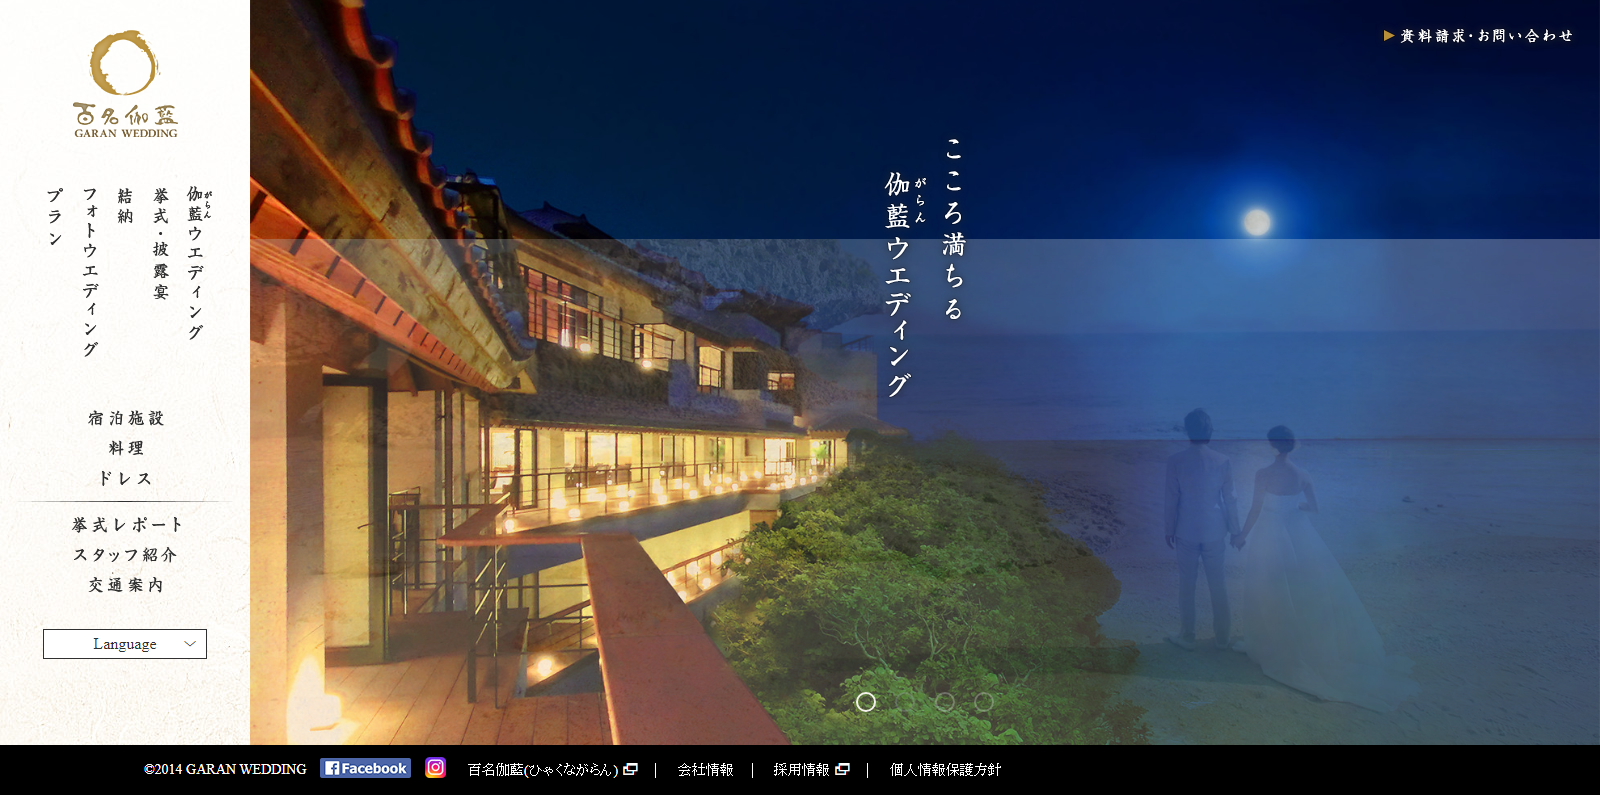 百名伽藍
GARAN WEDDING
伽藍ウエディング
がらん
挙式・披露宴
結納
フォトウエディング
プラン
宿泊施設
料理
ドレス
挙式レポート
スタッフ紹介
交通案内
Language
資料請求・お問い合わせ
こころ満ちる
伽藍ウエディング
がらん
©2014 GARAN WEDDING Facebook 百名伽藍(ひゃくながらん) | 会社情報 | 採用情報 | 個人情報保護方針